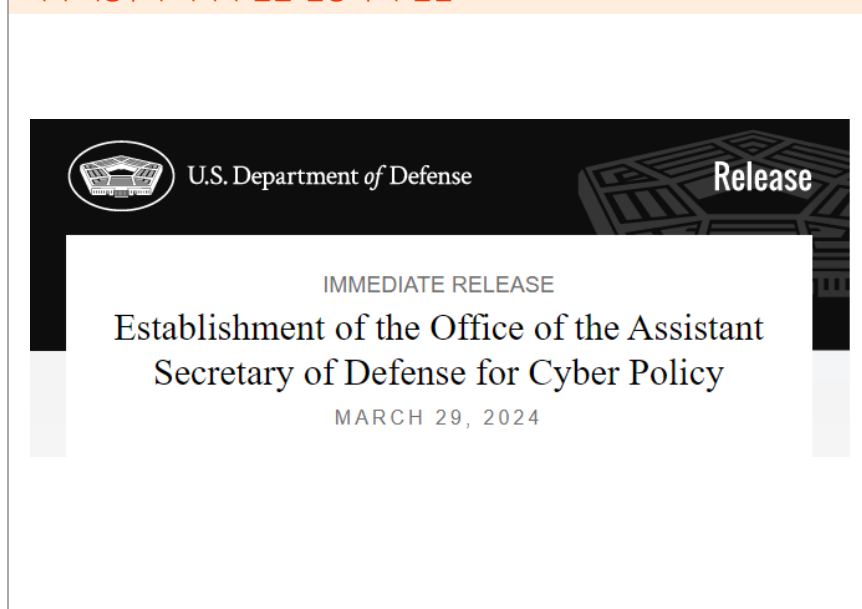 U.S. Department of Defense
Release
IMMEDIATE RELEASE
Establishment of the Office of the Assistant
Secretary of Defense for Cyber Policy
MARCH 29, 2024